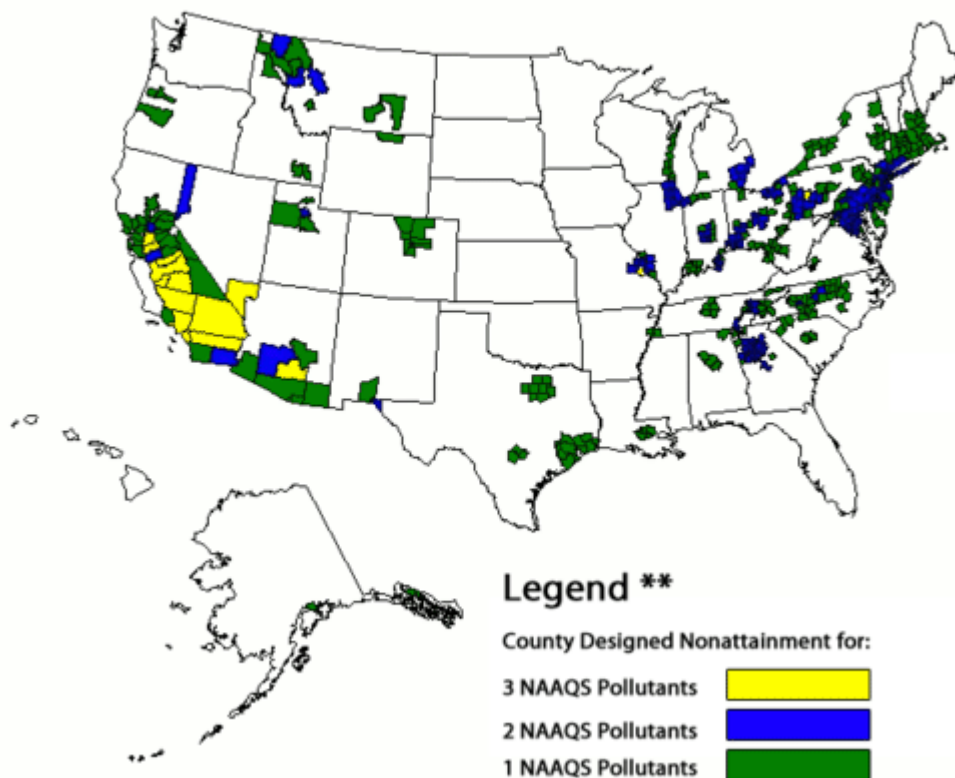 Legend **
County Designed Nonattainment for:
3 NAAQS Pollutants
2 NAAQS Pollutants
1 NAAQS Pollutants